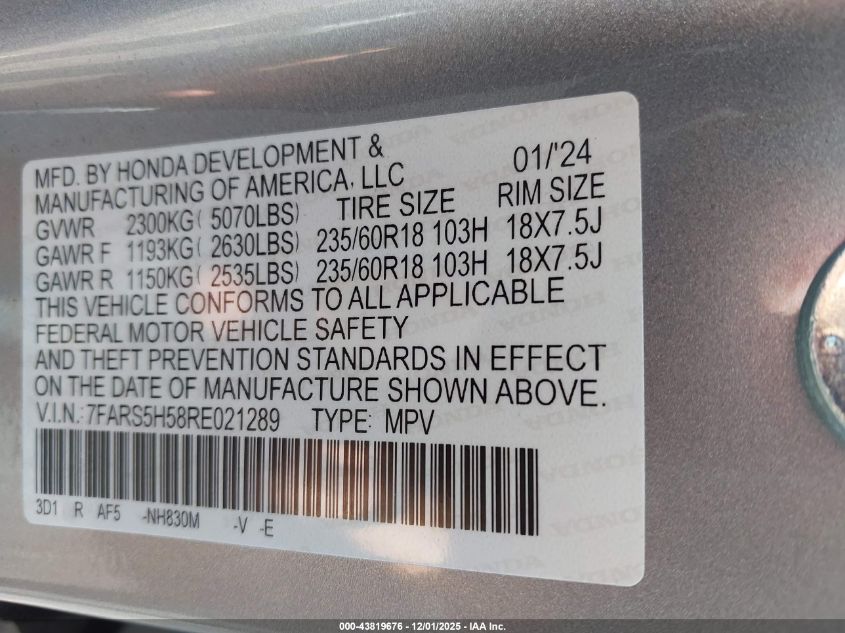 MFD. BY HONDA DEVELOPMENT &
MANUFACTURING OF AMERICA, LLC 01/'24
GVWR 2300KG( 5070LBS) TIRE SIZE RIM SIZE
GAWR F 1193KG( 2630LBS) 235/60R18 103H 18X7.5J
GAWR R 1150KG( 2535LBS) 235/60R18 103H 18X7.5J
THIS VEHICLE CONFORMS TO ALL APPLICABLE
FEDERAL MOTOR VEHICLE SAFETY
AND THEFT PREVENTION STANDARDS IN EFFECT
ON THE DATE OF MANUFACTURE SHOWN ABOVE.
V.I.N.:7FARS5H58RE021289 TYPE: MPV
3D1 R AF5 -NH830M -V -E
000-43819676 - 12/01/2025 - IAA Inc.